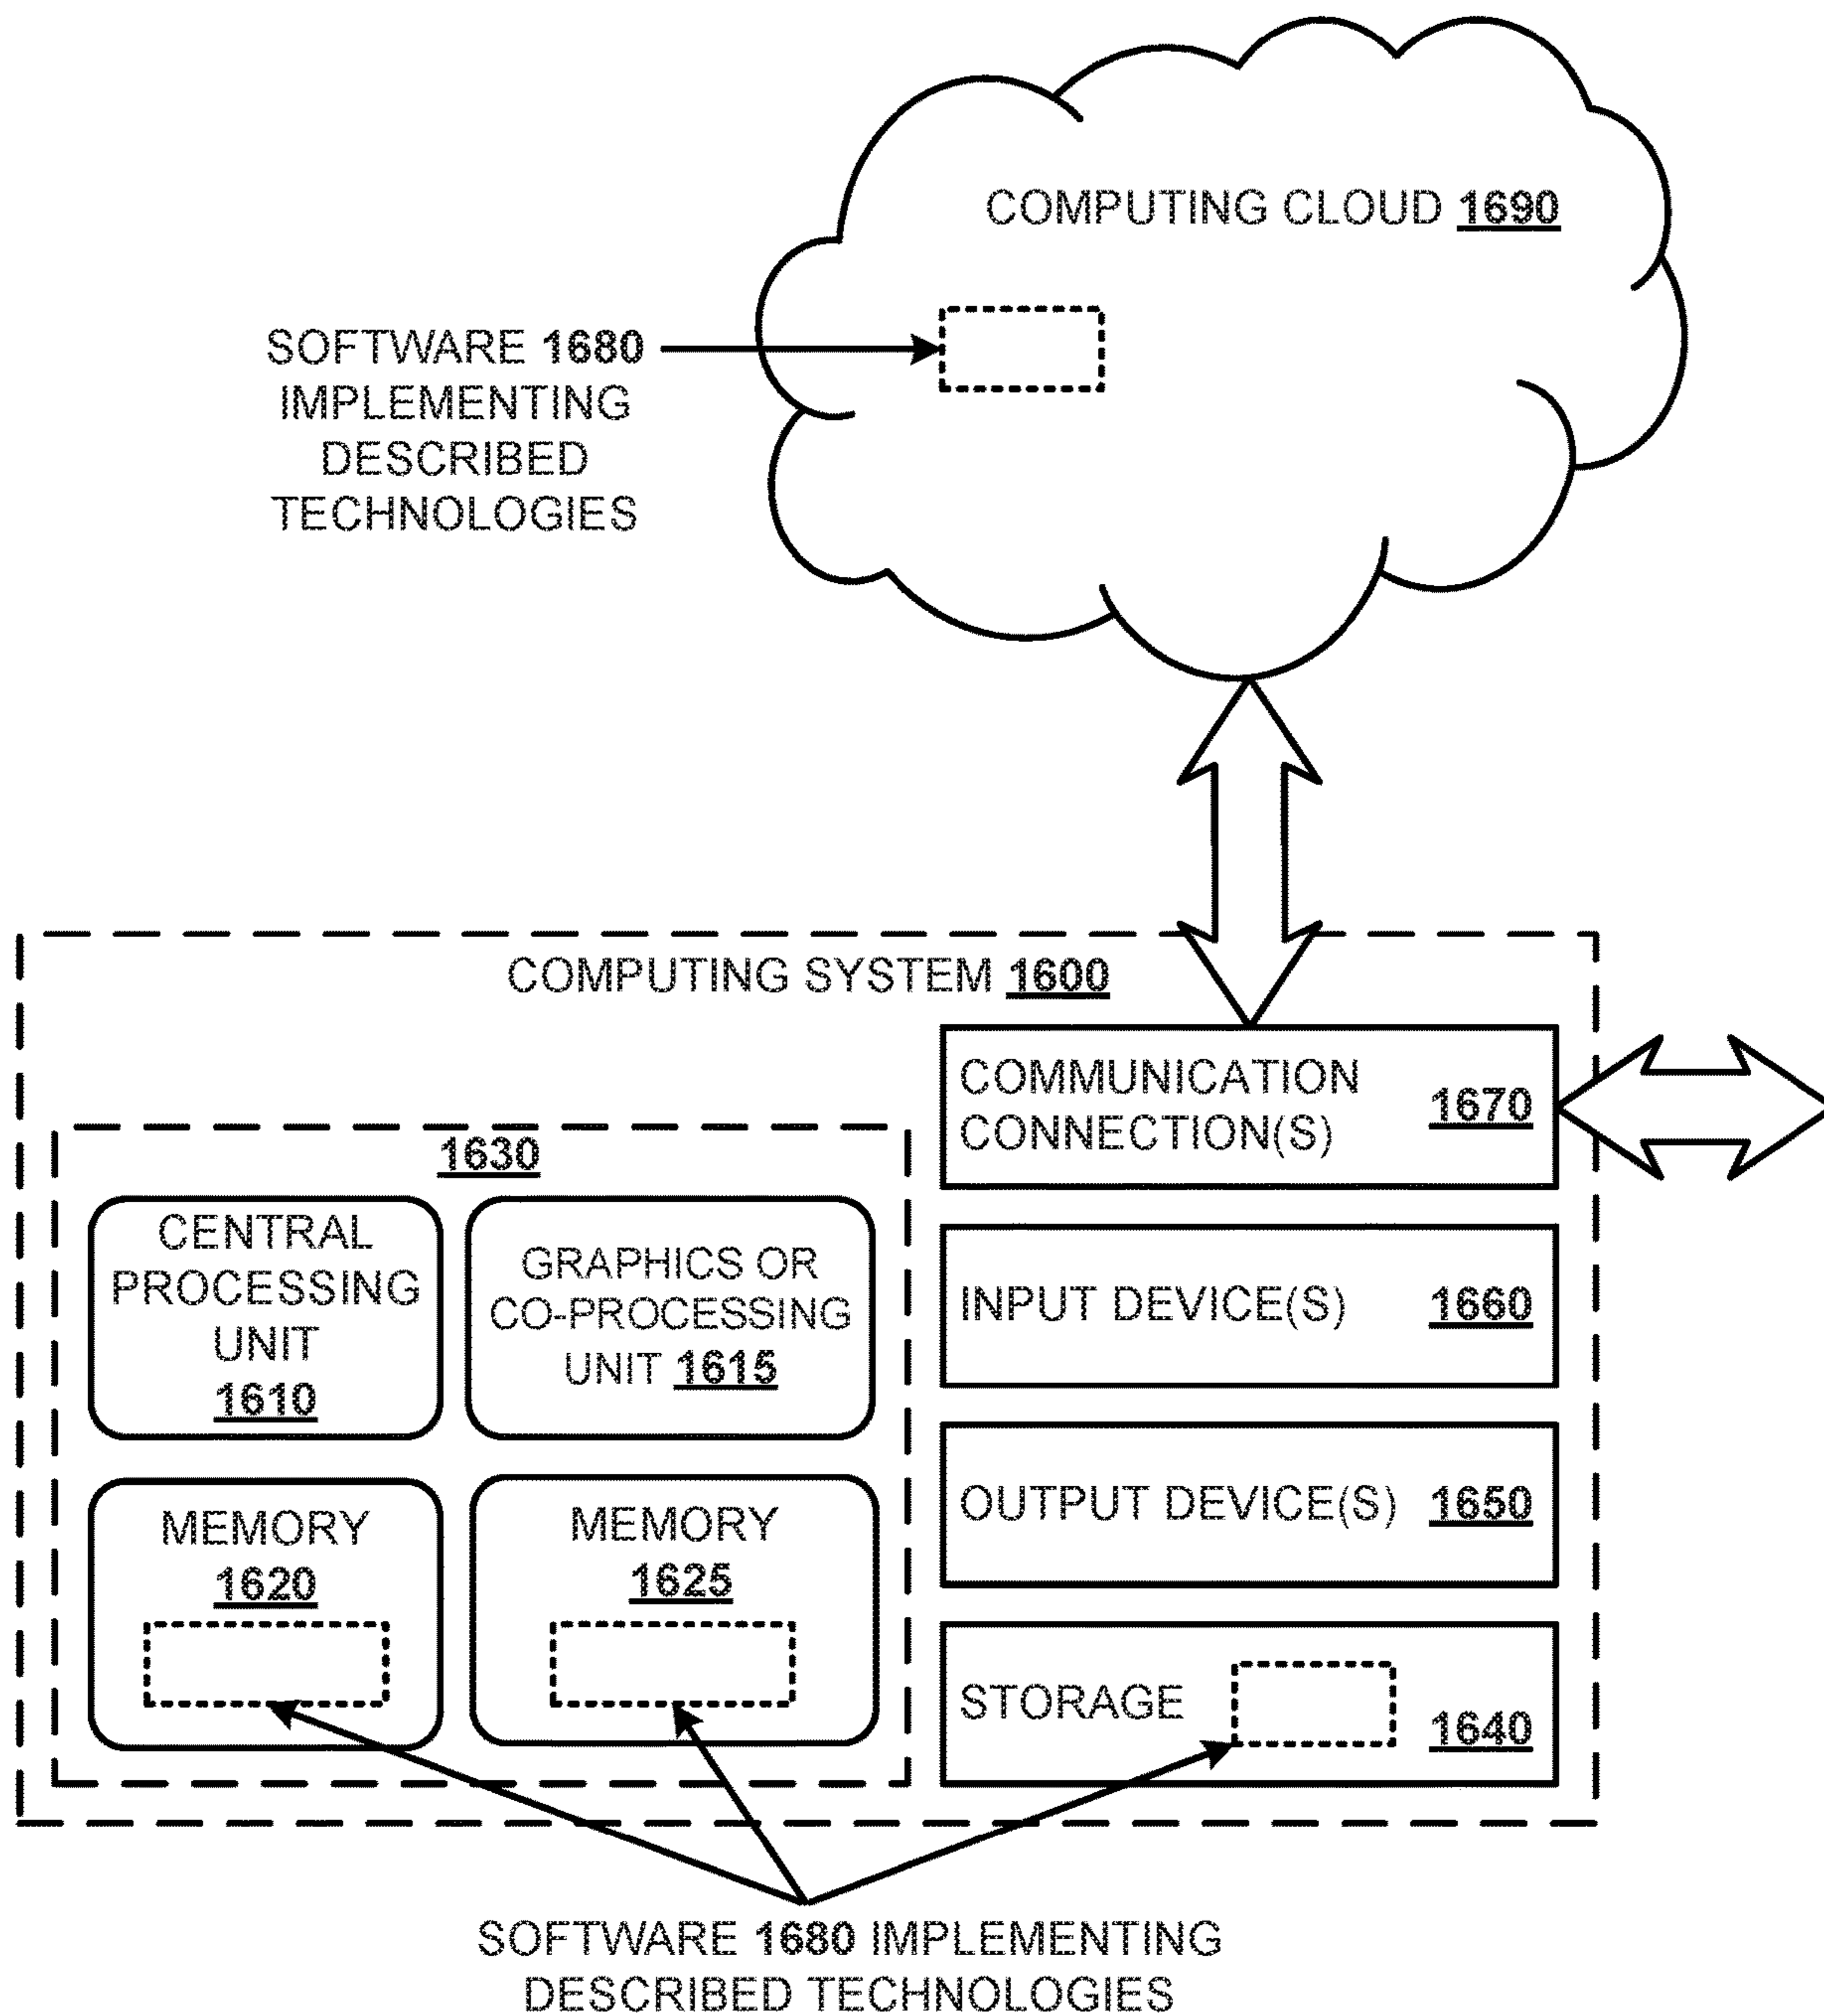 COMPUTING CLOUD 1690
SOFTWARE 1680
IMPLEMENTING
DESCRIBED
TECHNOLOGIES
COMPUTING SYSTEM 1600
COMMUNICATION
CONNECTION(S) 1670
1630
CENTRAL
PROCESSING
UNIT
1610
GRAPHICS OR
CO-PROCESSING
UNIT 1615
INPUT DEVICE(S) 1660
MEMORY
1620
MEMORY
1625
OUTPUT DEVICE(S) 1650
STORAGE
1640
SOFTWARE 1680 IMPLEMENTING
DESCRIBED TECHNOLOGIES